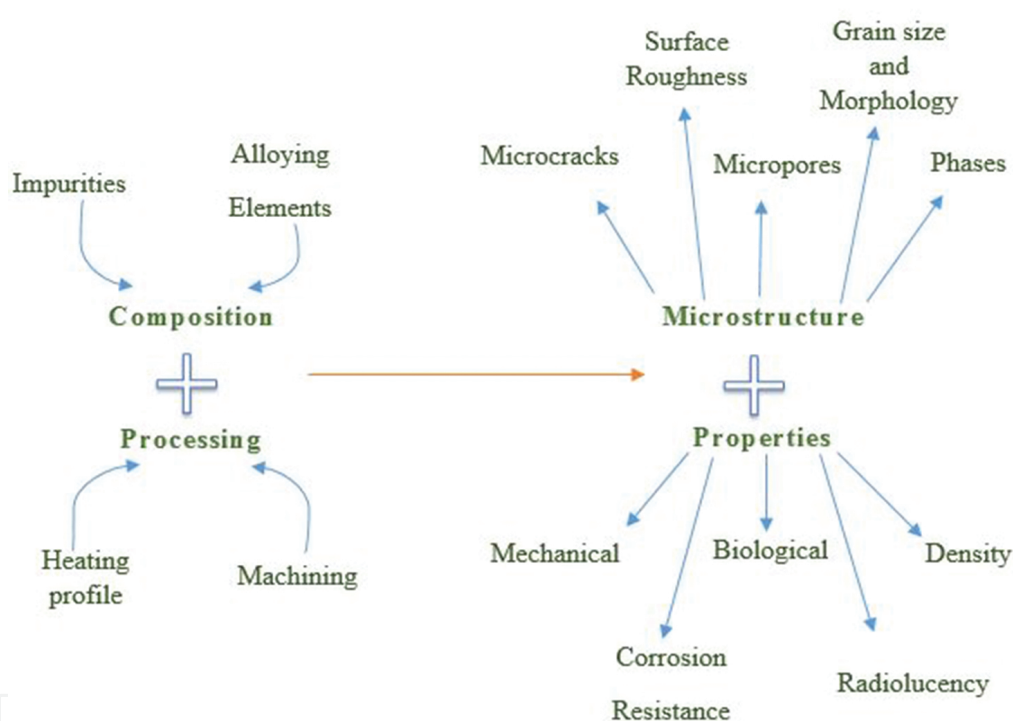 Surface
Roughness
Grain size
and
Morphology
Microcracks
Micropores
Phases
Impurities
Alloying
Elements
Composition
Microstructure
Processing
Properties
Heating
profile
Machining
Mechanical
Biological
Density
Corrosion
Resistance
Radiolucency